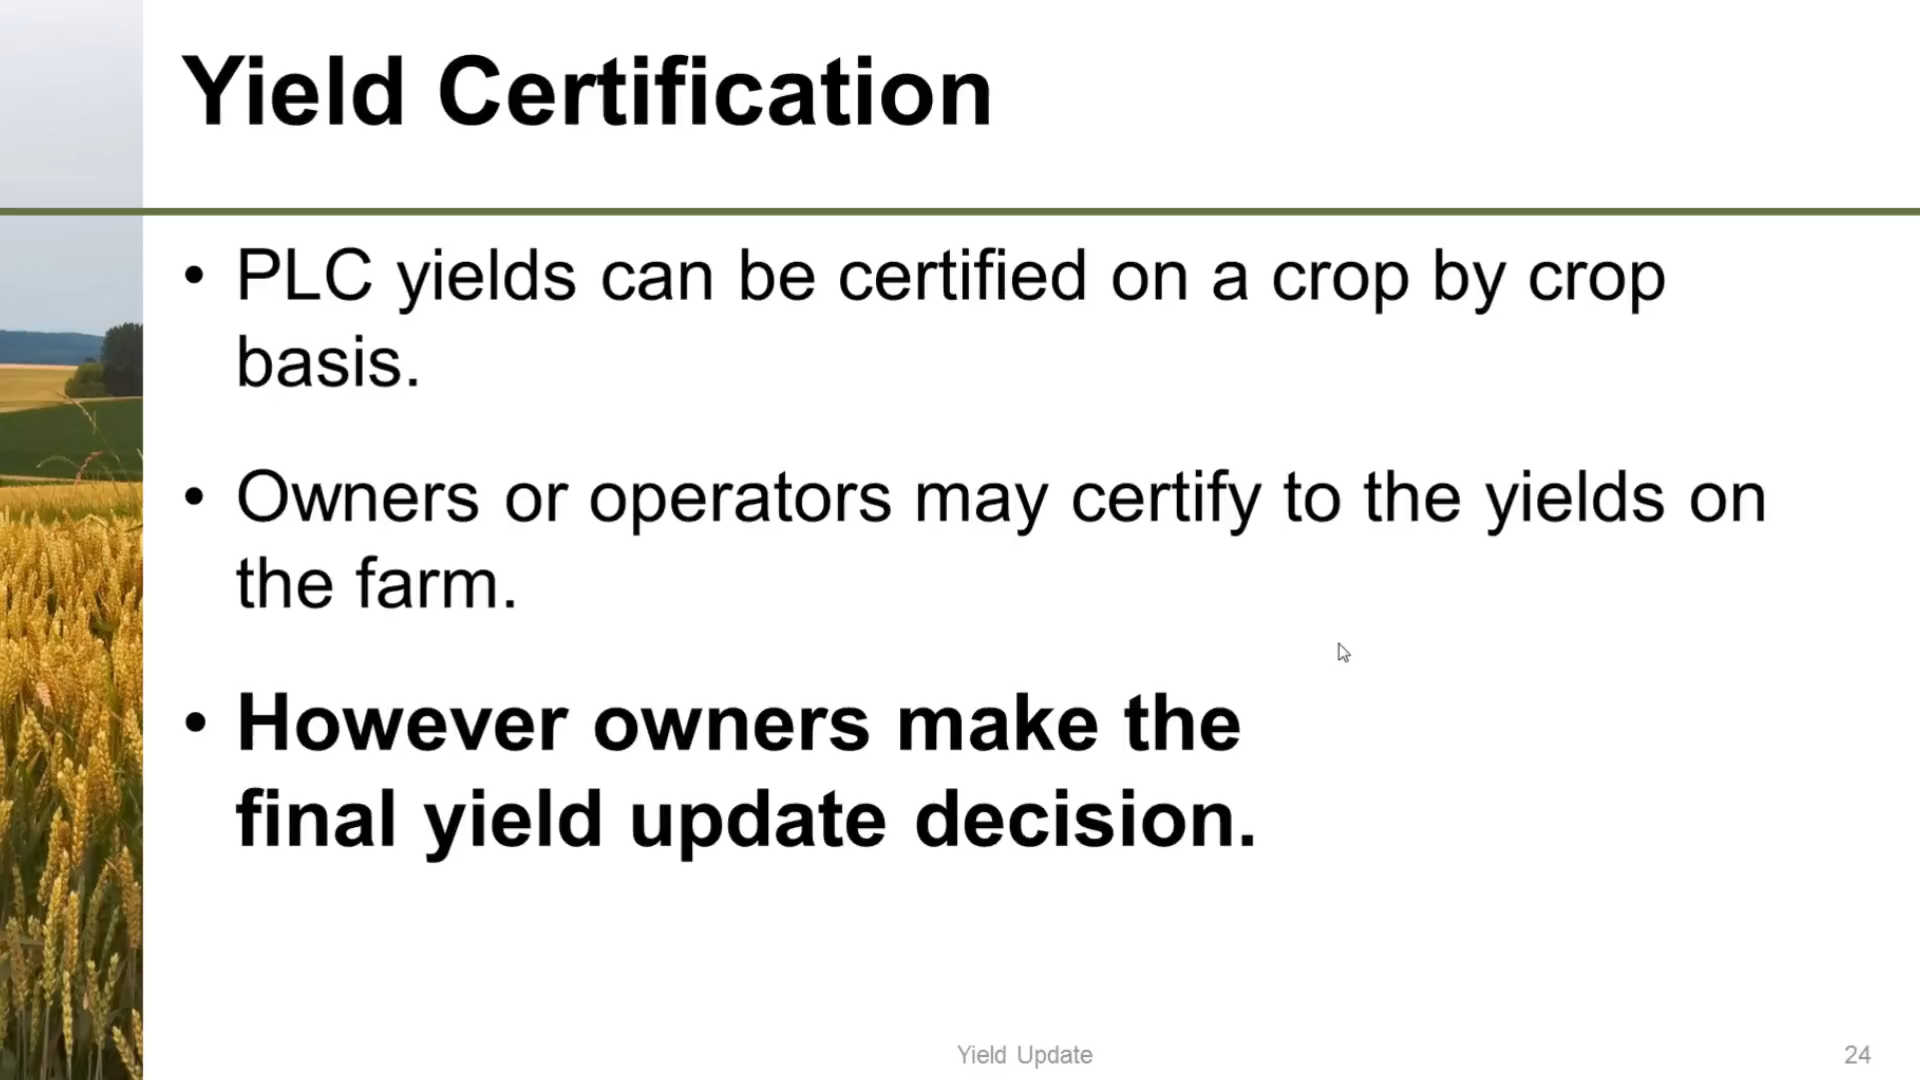 Yield Certification
• PLC yields can be certified on a crop by crop
basis.
• Owners or operators may certify to the yields on
the farm.
• However owners make the
final yield update decision.
Yield Update
24